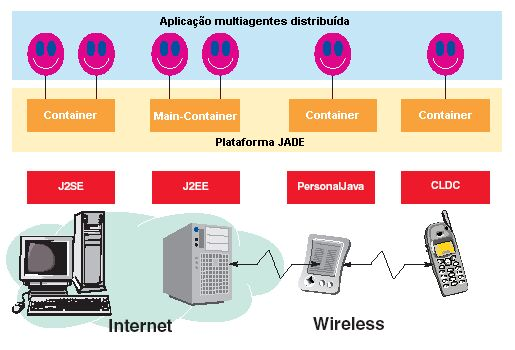 Aplicação multiagentes distribuída
Container Main-Container Container Container
Plataforma JADE
J2SE J2EE PersonalJava CLDC
Internet Wireless